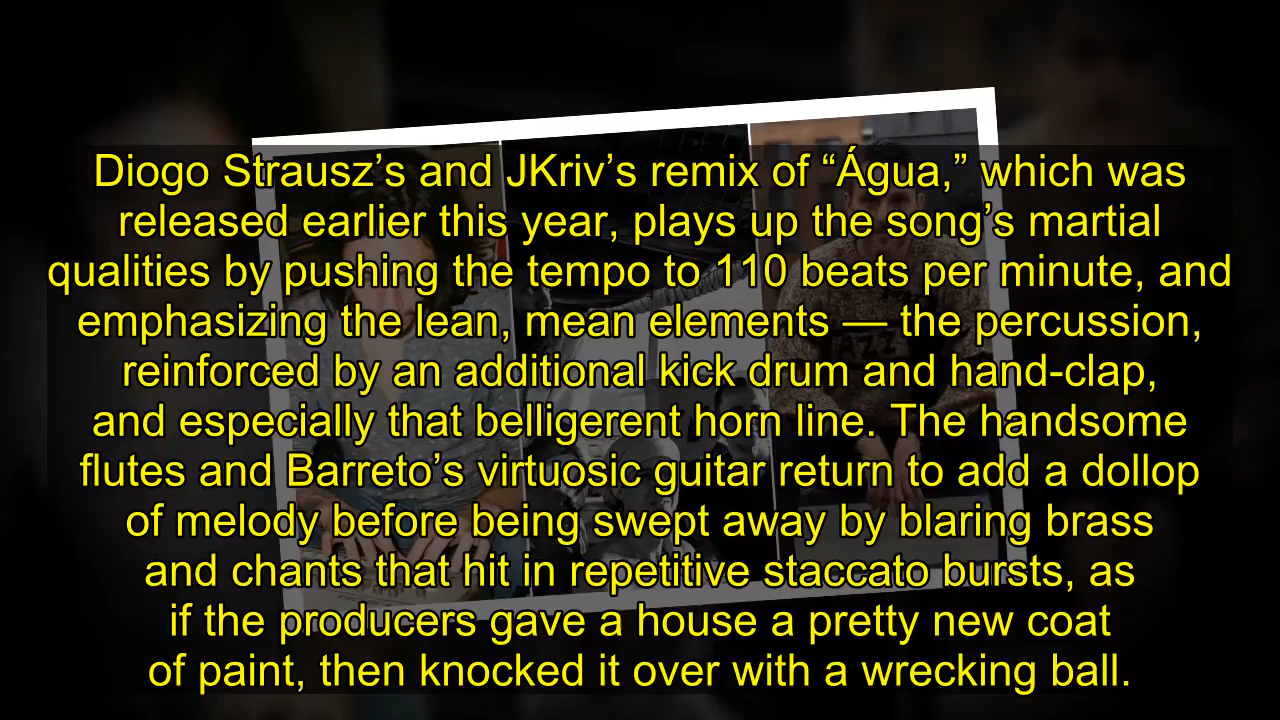 Diogo Strausz’s and JKriv’s remix of “Água,” which was
released earlier this year, plays up the song’s martial
qualities by pushing the tempo to 110 beats per minute, and
emphasizing the lean, mean elements — the percussion,
reinforced by an additional kick drum and hand-clap,
and especially that belligerent horn line. The handsome
flutes and Barreto’s virtuosic guitar return to add a dollop
of melody before being swept away by blaring brass
and chants that hit in repetitive staccato bursts, as
if the producers gave a house a pretty new coat
of paint, then knocked it over with a wrecking ball.